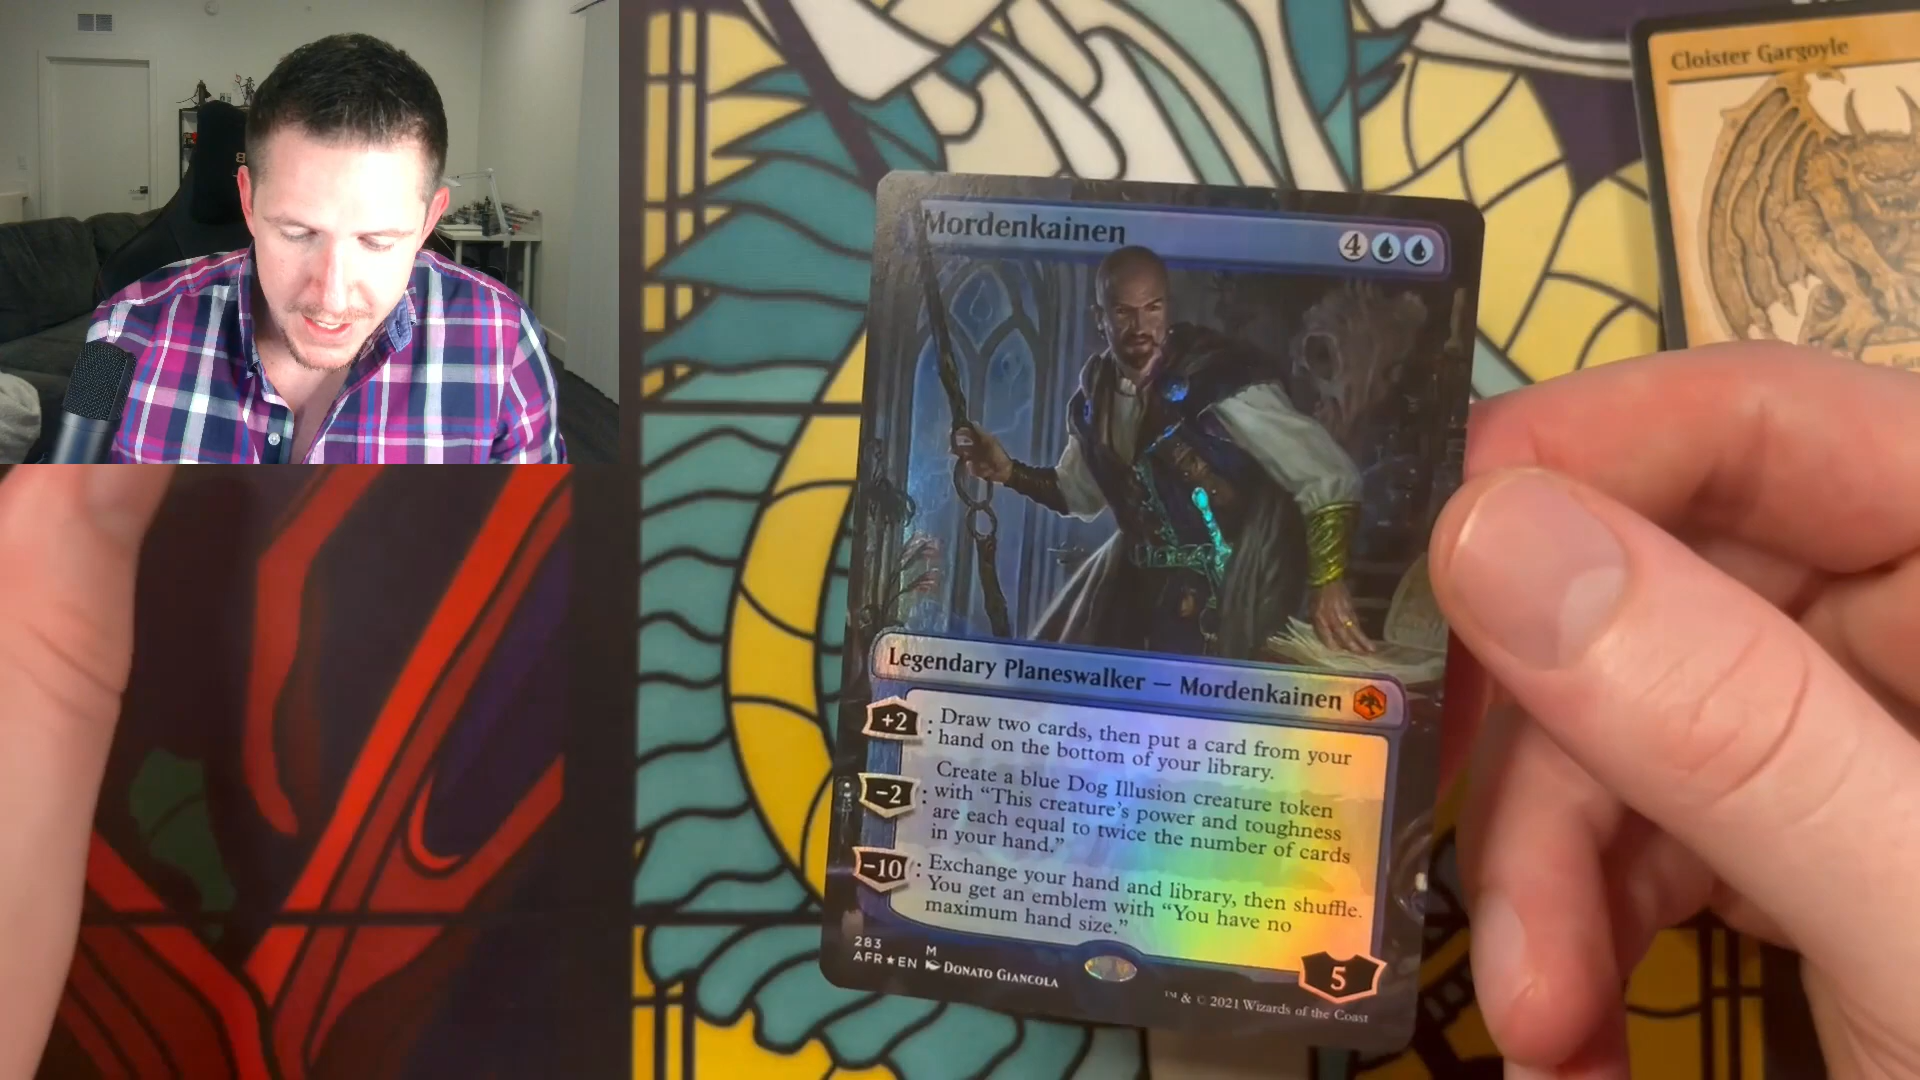 Cloister Gargoyle
Mordenkainen
4
Legendary Planeswalker — Mordenkainen
+2 : Draw two cards, then put a card from your
hand on the bottom of your library.
Create a blue Dog Illusion creature token
−2 : with “This creature’s power and toughness
are each equal to twice the number of cards
in your hand.”
−10 : Exchange your hand and library, then shuffle.
You get an emblem with “You have no
maximum hand size.”
283 M
AFR★EN DONATO GIANCOLA
5
™ & © 2021 Wizards of the Coast